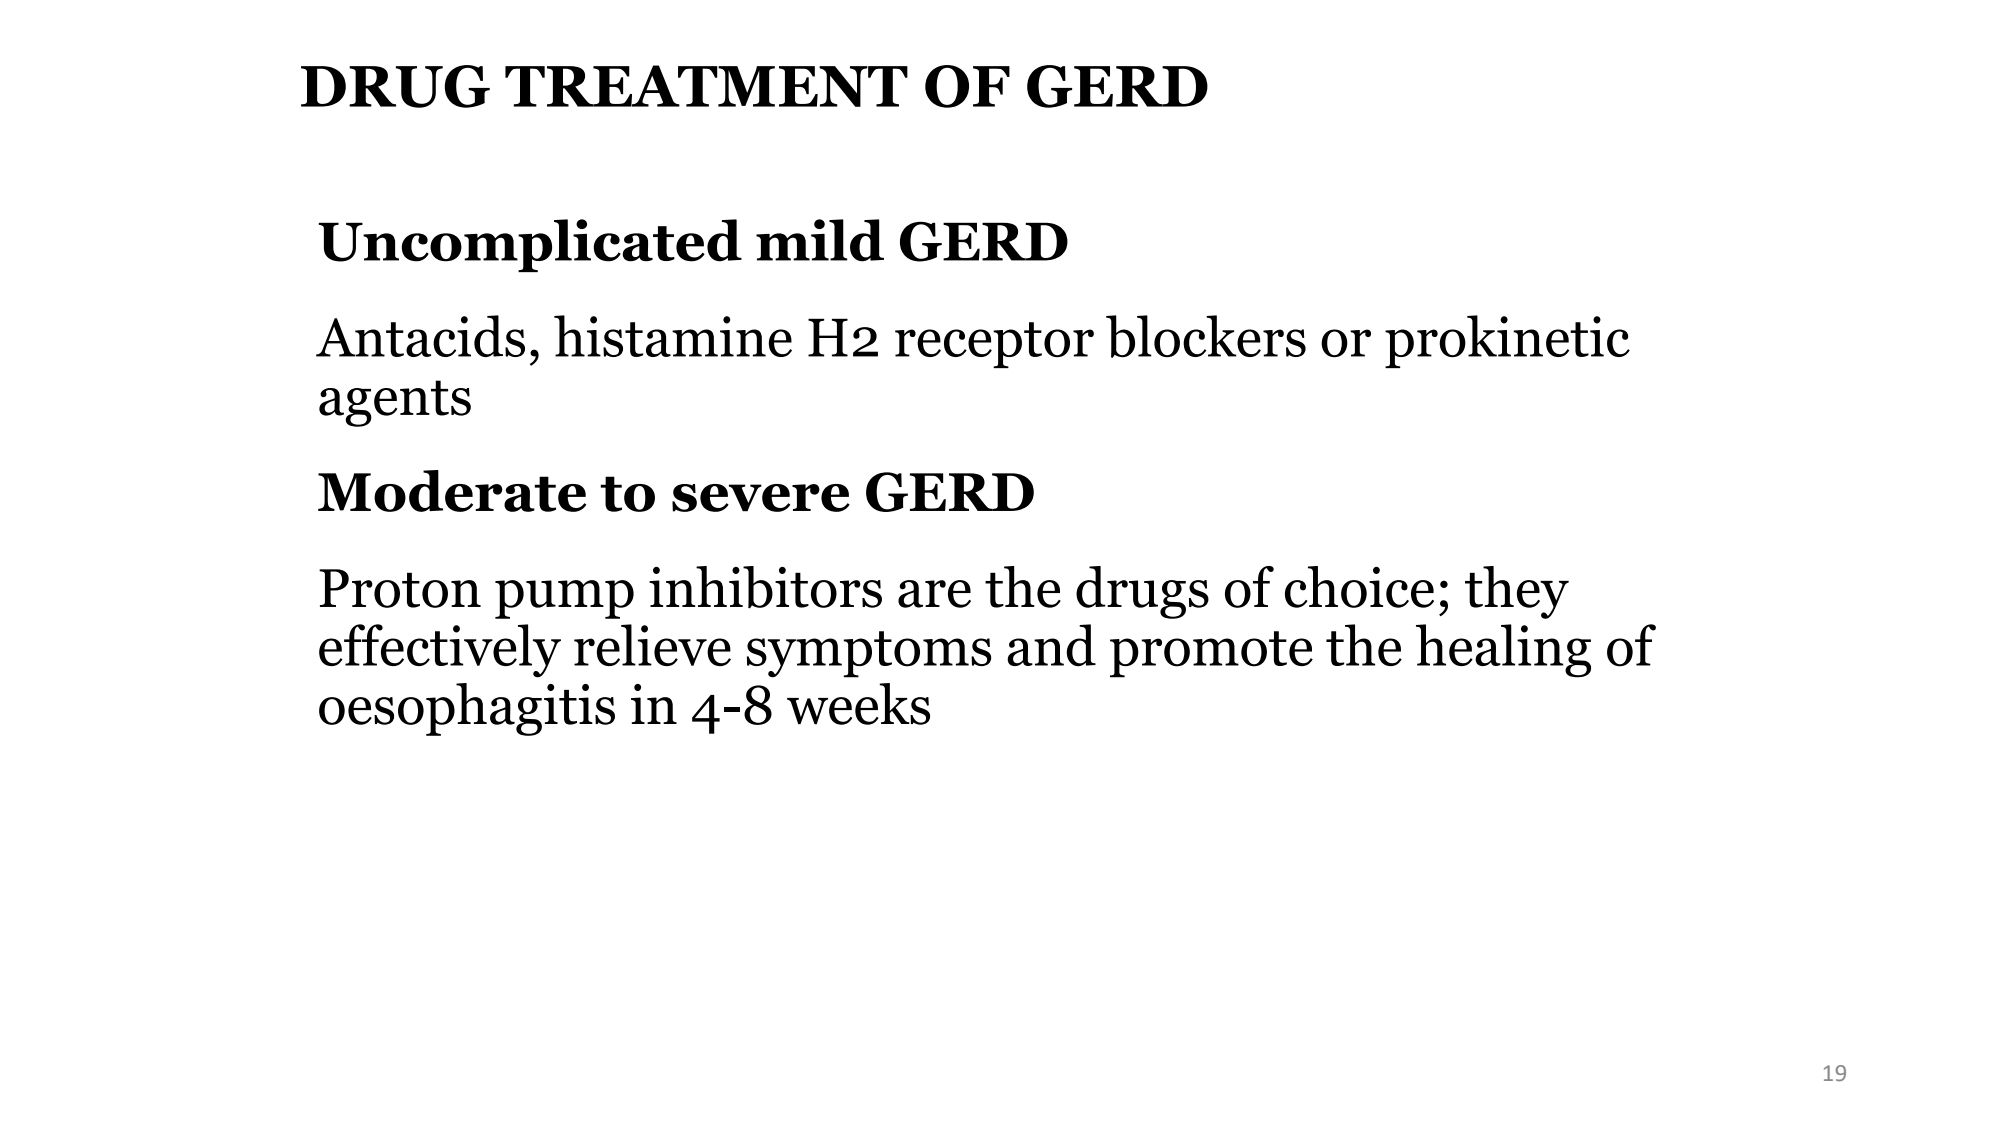 DRUG TREATMENT OF GERD
Uncomplicated mild GERD
Antacids, histamine H2 receptor blockers or prokinetic
agents
Moderate to severe GERD
Proton pump inhibitors are the drugs of choice; they
effectively relieve symptoms and promote the healing of
oesophagitis in 4-8 weeks
19